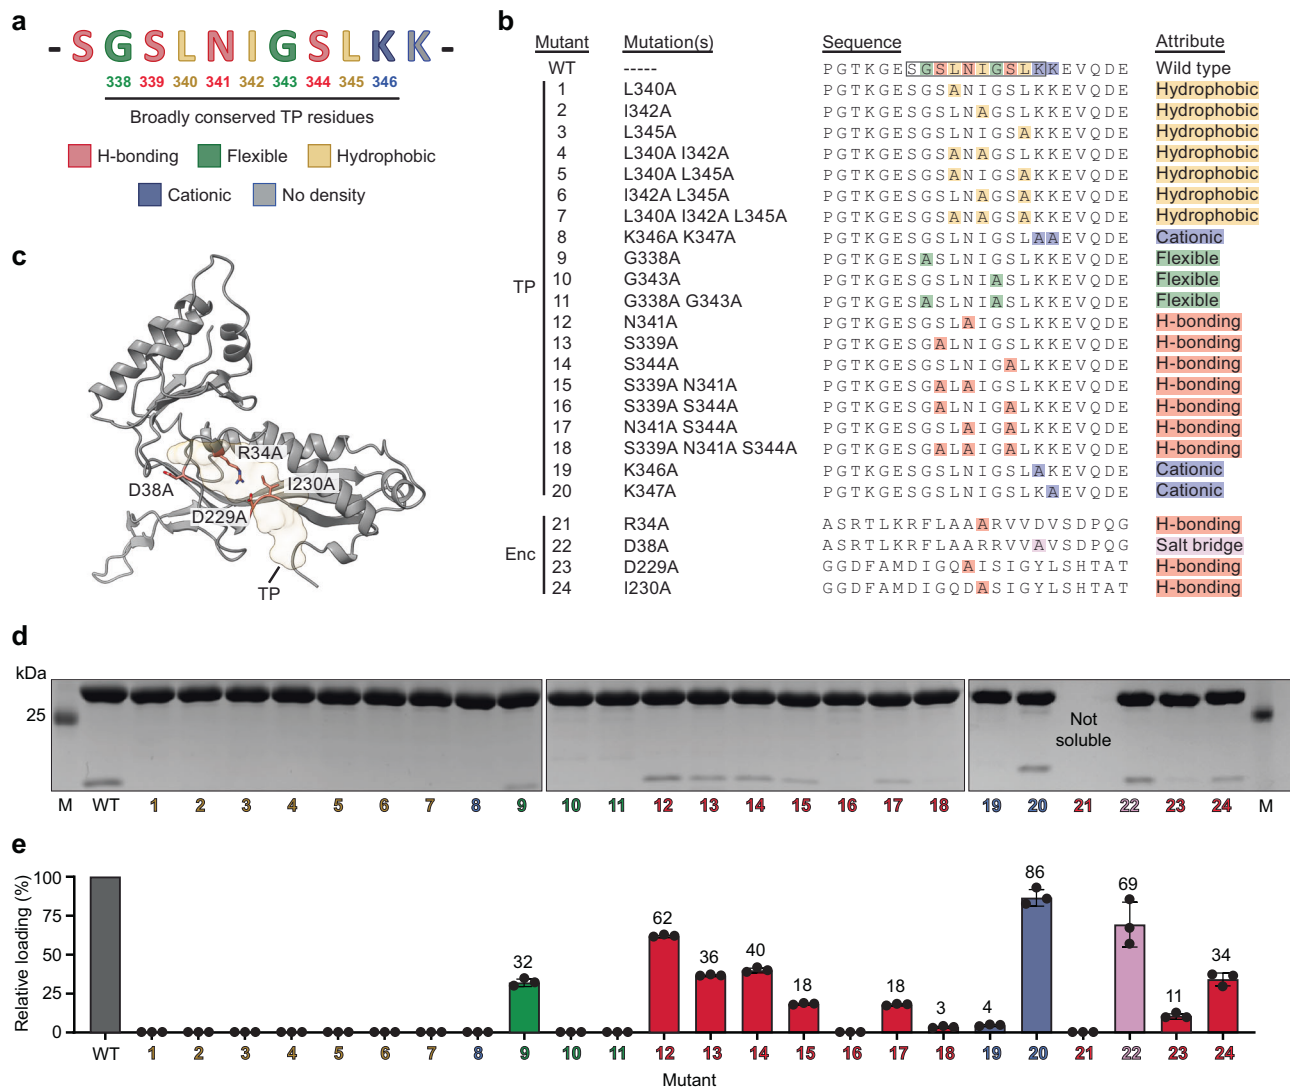 a
- S G S L N I G S L K K -
338 339 340 341 342 343 344 345 346
Broadly conserved TP residues
H-bonding Flexible Hydrophobic
Cationic No density
b
Mutant Mutation(s) Sequence Attribute
WT ----- PGTKGESGSLNIGSLKKEVQDE Wild type
TP
1 L340A PGTKGESGSANIGSLKKEVQDE Hydrophobic
2 I342A PGTKGESGSLNAGSLKKEVQDE Hydrophobic
3 L345A PGTKGESGSLNIGSAKKEVQDE Hydrophobic
4 L340A I342A PGTKGESGSANAGSLKKEVQDE Hydrophobic
5 L340A L345A PGTKGESGSANIGSAKKEVQDE Hydrophobic
6 I342A L345A PGTKGESGSLNAGSAKKEVQDE Hydrophobic
7 L340A I342A L345A PGTKGESGSANAGSAKKEVQDE Hydrophobic
8 K346A K347A PGTKGESGSLNIGSLAAEVQDE Cationic
9 G338A PGTKGESASLNIGSLKKEVQDE Flexible
10 G343A PGTKGESGSLNIASLKKEVQDE Flexible
11 G338A G343A PGTKGESASLNIASLKKEVQDE Flexible
12 N341A PGTKGESGSLAIGSLKKEVQDE H-bonding
13 S339A PGTKGESGALNIGSLKKEVQDE H-bonding
14 S344A PGTKGESGSLNIGALKKEVQDE H-bonding
15 S339A N341A PGTKGESGALAIGSLKKEVQDE H-bonding
16 S339A S344A PGTKGESGALNIGALKKEVQDE H-bonding
17 N341A S344A PGTKGESGSLAIGALKKEVQDE H-bonding
18 S339A N341A S344A PGTKGESGALAIGALKKEVQDE H-bonding
19 K346A PGTKGESGSLNIGSLAKEVQDE Cationic
20 K347A PGTKGESGSLNIGSLKAEVQDE Cationic
Enc
21 R34A ASRTLKRFLAAARVVDVSDPQG H-bonding
22 D38A ASRTLKRFLAARRVVAVSDPQG Salt bridge
23 D229A GGDFAMDIGQAISIGYLSHTAT H-bonding
24 I230A GGDFAMDIGQDASIGYLSHTAT H-bonding
c
R34A
D38A
I230A
D229A
TP
d
kDa
25
Not
soluble
M WT 1 2 3 4 5 6 7 8 9 10 11 12 13 14 15 16 17 18 19 20 21 22 23 24 M
e
Relative loading (%)
100
75
50
25
0
32 62 36 40 18 18 3 4 86 69 11 34
WT 1 2 3 4 5 6 7 8 9 10 11 12 13 14 15 16 17 18 19 20 21 22 23 24
Mutant